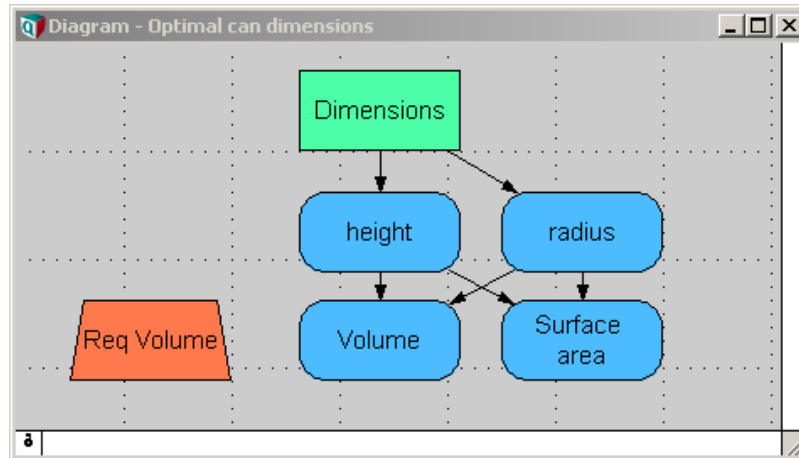 Diagram - Optimal can dimensions
Dimensions
height
radius
Req Volume
Volume
Surface
area